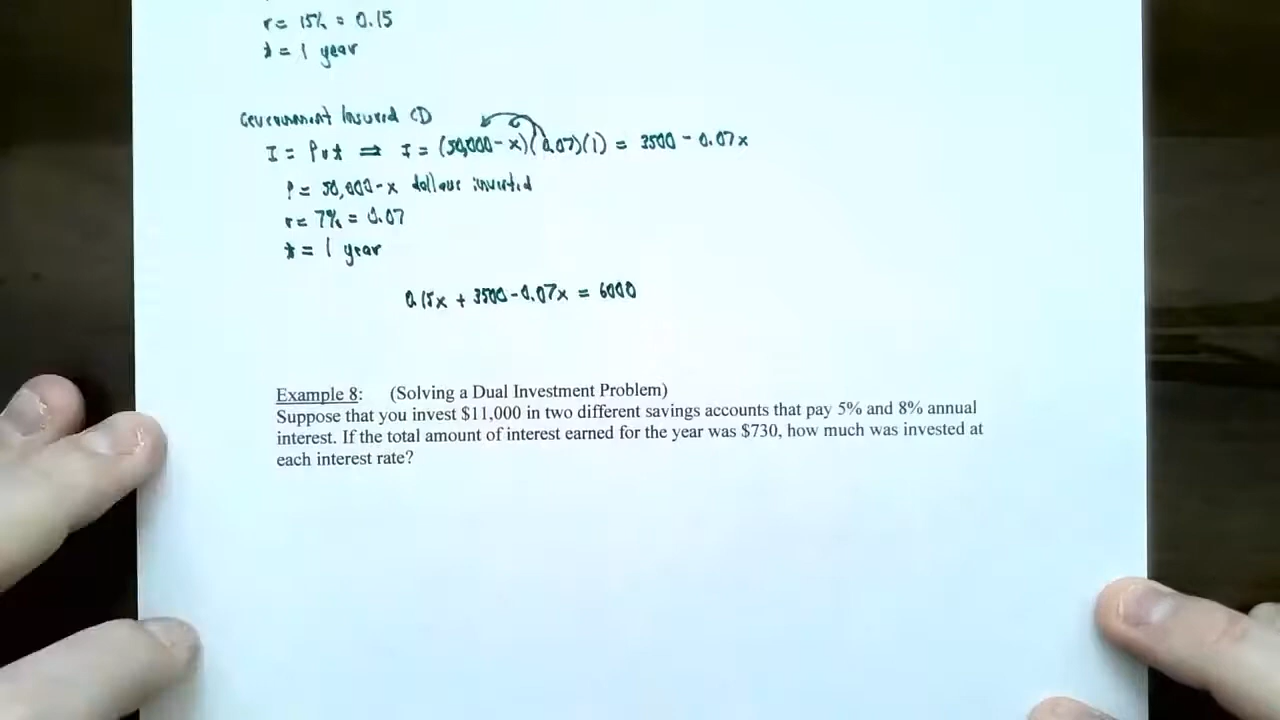 r = 15% = 0.15
t = 1 year
Government Insured CD
I = Prt ⇒ I = (50,000 - x)(0.07)(1) = 3500 - 0.07x
P = 50,000 - x dollars invested
r = 7% = 0.07
t = 1 year
0.15x + 3500 - 0.07x = 6000
Example 8: (Solving a Dual Investment Problem)
Suppose that you invest $11,000 in two different savings accounts that pay 5% and 8% annual
interest. If the total amount of interest earned for the year was $730, how much was invested at
each interest rate?